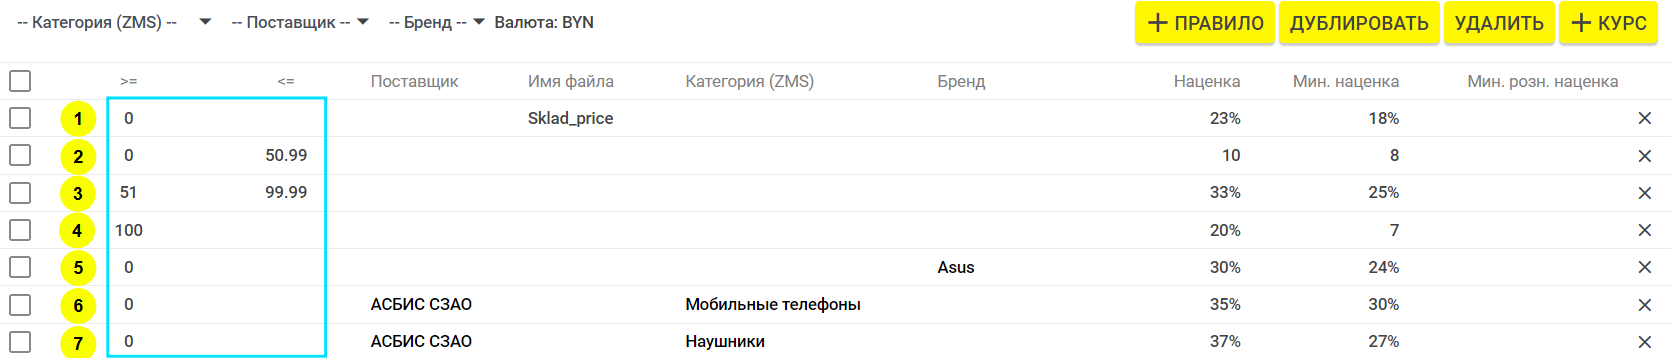 -- Категория (ZMS) -- -- Поставщик -- -- Бренд -- Валюта: BYN + ПРАВИЛО ДУБЛИРОВАТЬ УДАЛИТЬ + КУРС
>= <= Поставщик Имя файла Категория (ZMS) Бренд Наценка Мин. наценка Мин. розн. наценка
1 0 Sklad_price 23% 18% ×
2 0 50.99 10 8 ×
3 51 99.99 33% 25% ×
4 100 20% 7 ×
5 0 Asus 30% 24% ×
6 0 АСБИС СЗАО Мобильные телефоны 35% 30% ×
7 0 АСБИС СЗАО Наушники 37% 27% ×